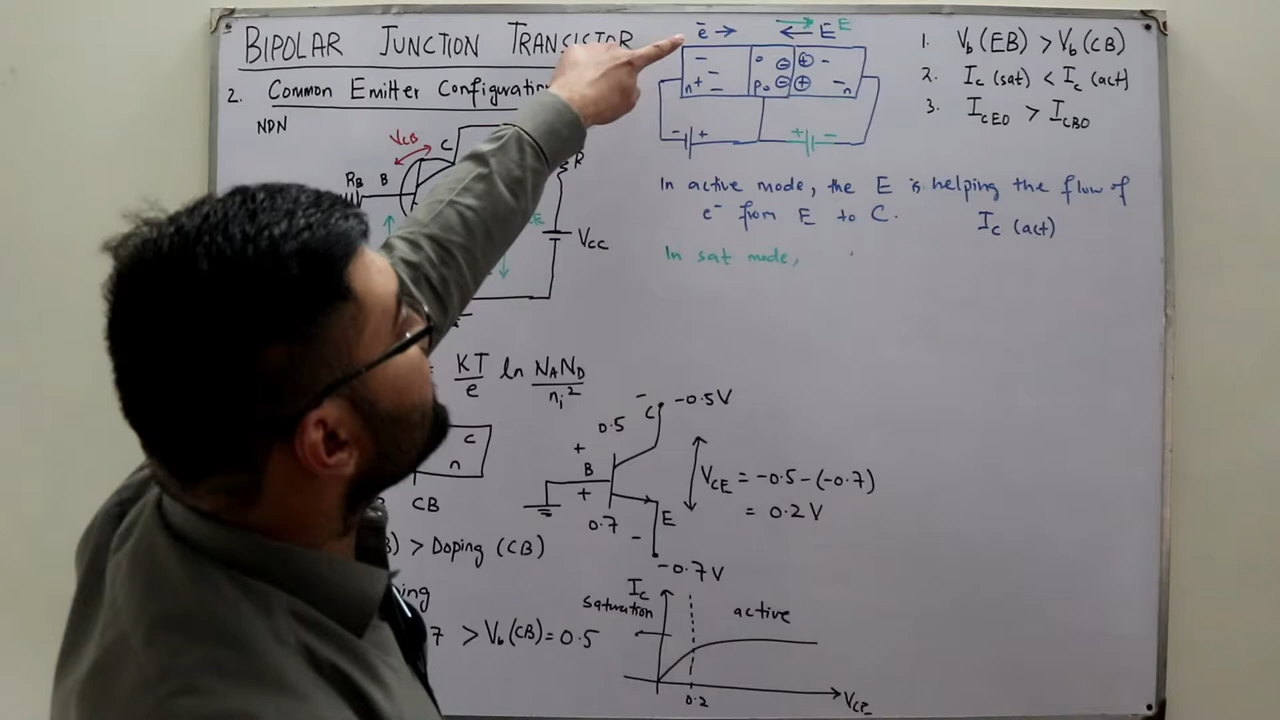 BIPOLAR JUNCTION TRANSISTOR
2. Common Emitter Configuration
NDN
VCB
C
RB
B
R
E
VCC
ē → ← E E
n+ p n
- + + -
1. Vb (EB) > Vb (CB)
2. Ic (sat) < Ic (act)
3. ICEO > ICBO
In active mode, the E is helping the flow of
e⁻ from E to C. Ic (act)
In sat mode,
= KT/e ln NAND/ni²
C
n
CB
) > Doping (CB)
ing
7 > Vb (CB) = 0.5
C -0.5V
0.5
B
0.7
E
-0.7V
VCE = -0.5 - (-0.7)
= 0.2 V
Ic
saturation
active
0.2
VCE